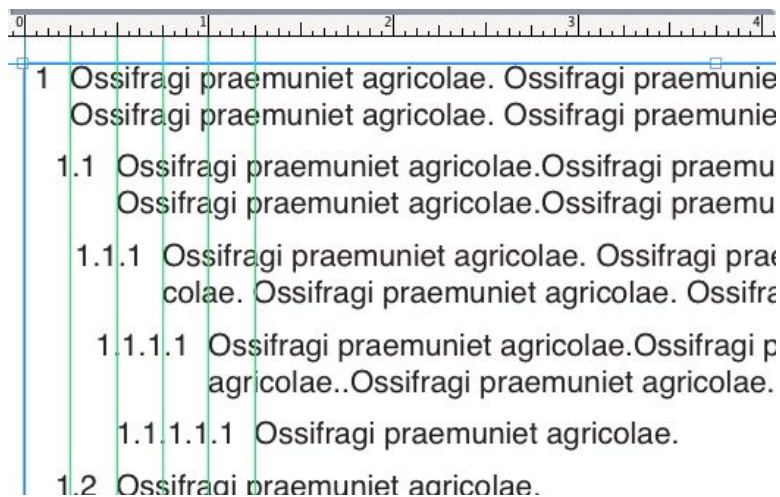 0 1 2 3 4
1 Ossifragi praemuniet agricolae. Ossifragi praemunie
Ossifragi praemuniet agricolae. Ossifragi praemunie
1.1 Ossifragi praemuniet agricolae.Ossifragi praemu
Ossifragi praemuniet agricolae.Ossifragi praemu
1.1.1 Ossifragi praemuniet agricolae. Ossifragi prae
colae. Ossifragi praemuniet agricolae. Ossifra
1.1.1.1 Ossifragi praemuniet agricolae.Ossifragi p
agricolae..Ossifragi praemuniet agricolae.
1.1.1.1.1 Ossifragi praemuniet agricolae.
1.2 Ossifragi praemuniet agricolae.